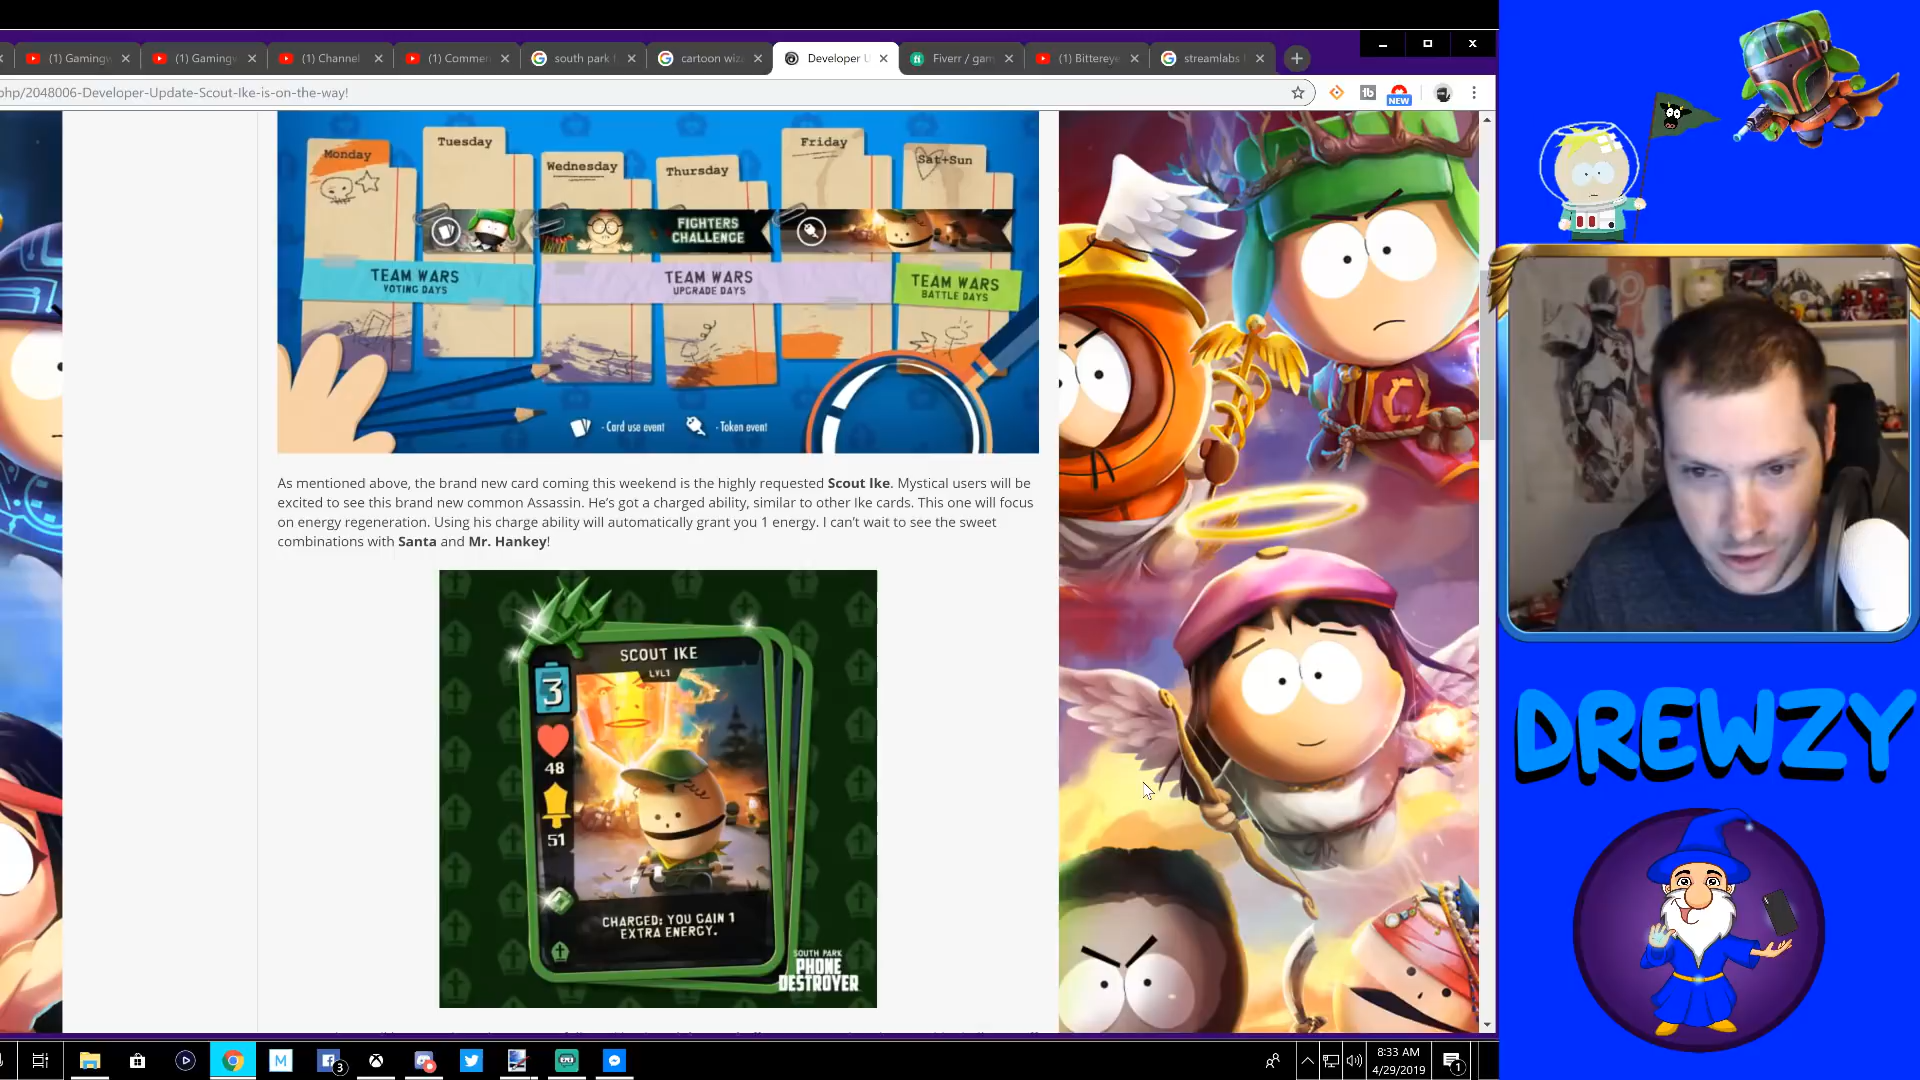 (1) Gaming
(1) Gaming
(1) Channel
(1) Commen
south park
cartoon wiz
Developer U
Fiverr / gam
(1) Bittereye
streamlabs
php/2048006-Developer-Update-Scout-Ike-is-on-the-way!
NEW
Monday
Tuesday
Wednesday
Thursday
Friday
Sat+Sun
FIGHTERS
CHALLENGE
TEAM WARS
VOTING DAYS
TEAM WARS
UPGRADE DAYS
TEAM WARS
BATTLE DAYS
- Card use event
- Token event
As mentioned above, the brand new card coming this weekend is the highly requested Scout Ike. Mystical users will be
excited to see this brand new common Assassin. He's got a charged ability, similar to other Ike cards. This one will focus
on energy regeneration. Using his charge ability will automatically grant you 1 energy. I can't wait to see the sweet
combinations with Santa and Mr. Hankey!
SCOUT IKE
LVL1
3
48
51
CHARGED: YOU GAIN 1
EXTRA ENERGY.
SOUTH PARK
PHONE
DESTROYER
DREWZY
3
8:33 AM
4/29/2019
1